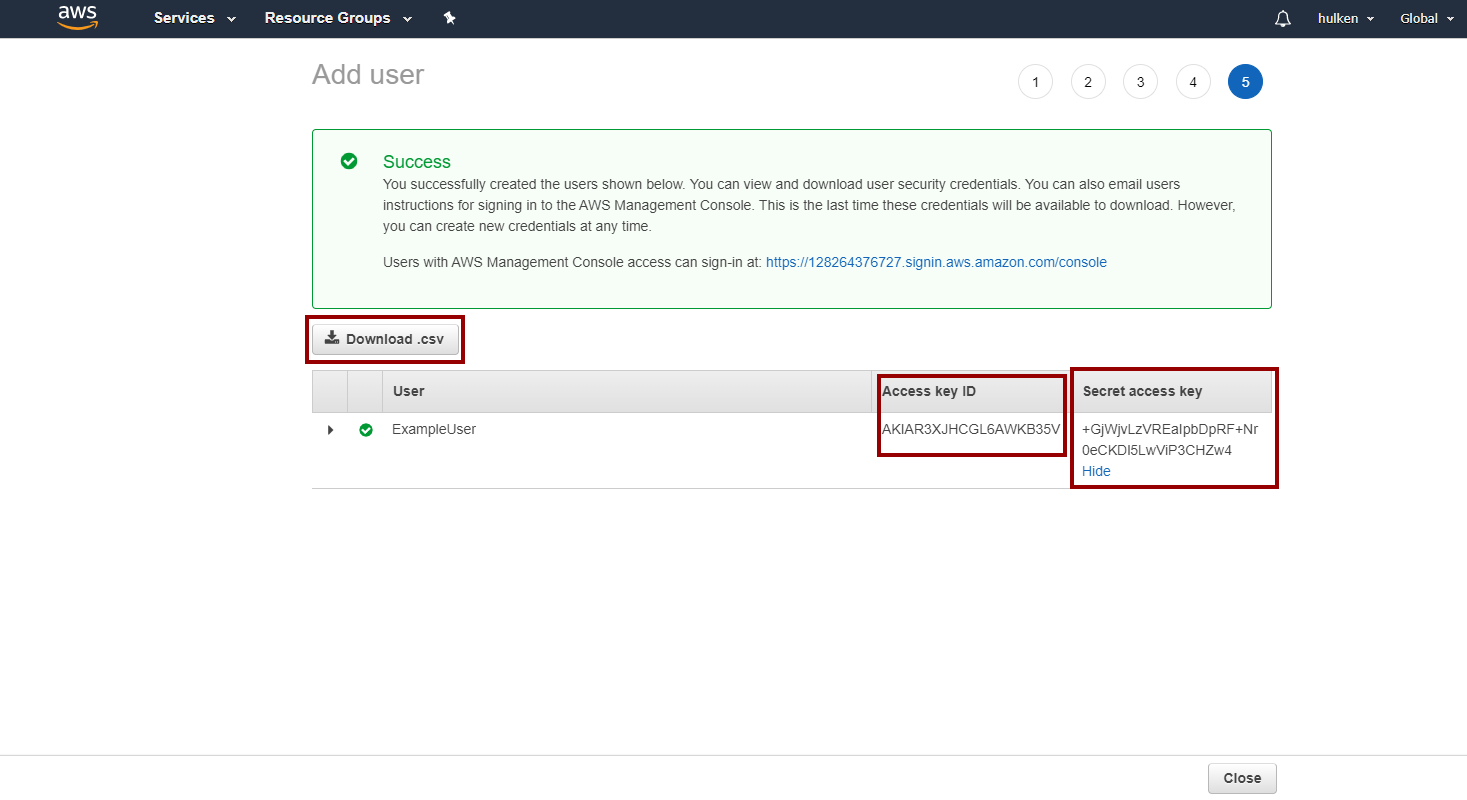 aws
Services
Resource Groups
hulken
Global
Add user
1 2 3 4 5
Success
You successfully created the users shown below. You can view and download user security credentials. You can also email users
instructions for signing in to the AWS Management Console. This is the last time these credentials will be available to download. However,
you can create new credentials at any time.
Users with AWS Management Console access can sign-in at: https://128264376727.signin.aws.amazon.com/console
Download .csv
User
Access key ID
Secret access key
ExampleUser
AKIAR3XJHCGL6AWKB35V
Hide
Close